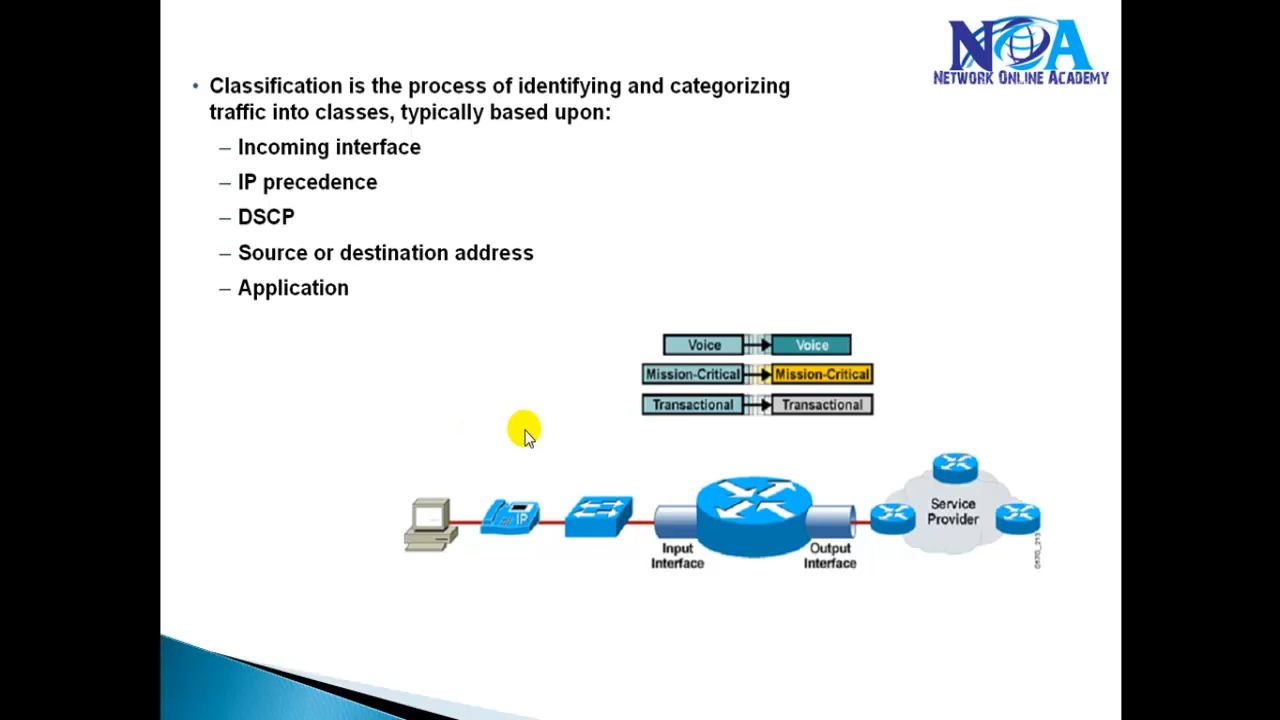 NOA
NETWORK ONLINE ACADEMY
• Classification is the process of identifying and categorizing
traffic into classes, typically based upon:
– Incoming interface
– IP precedence
– DSCP
– Source or destination address
– Application
Voice Voice
Mission-Critical Mission-Critical
Transactional Transactional
IP
Service
Provider
Input
Interface
Output
Interface